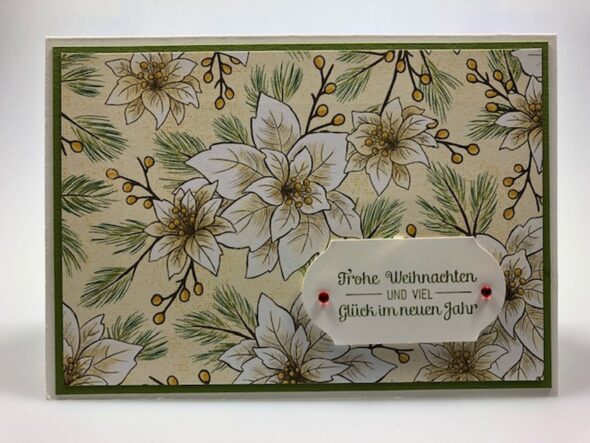 Frohe Weihnachten
UND VIEL
Glück im neuen Jahr